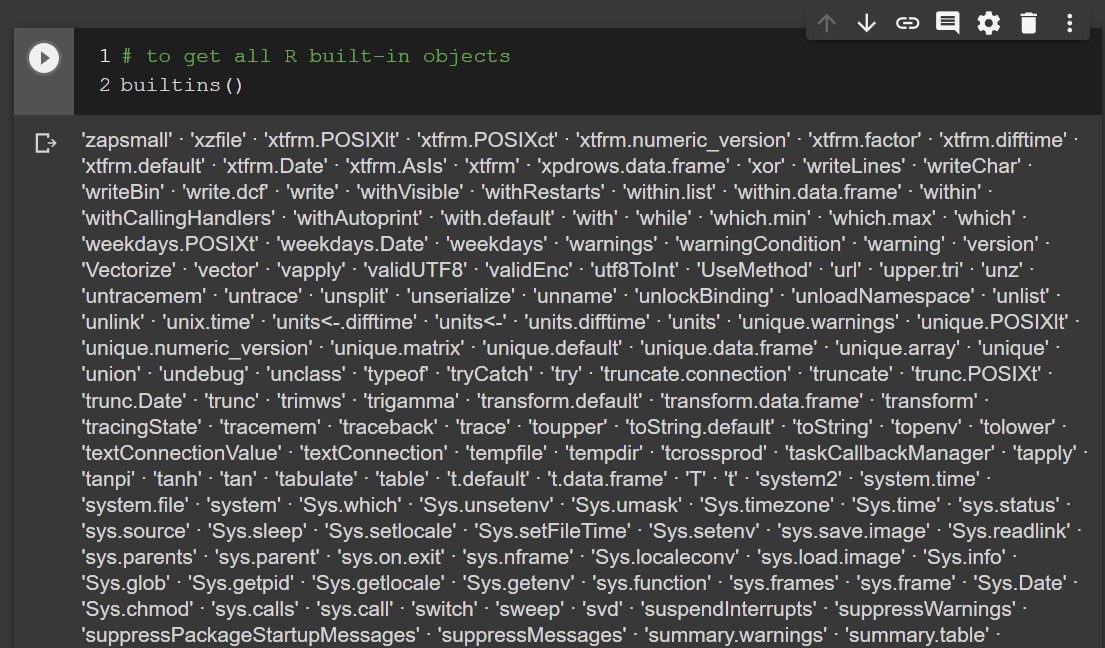 1 # to get all R built-in objects
2 builtins()
'zapsmall' · 'xzfile' · 'xtfrm.POSIXlt' · 'xtfrm.POSIXct' · 'xtfrm.numeric_version' · 'xtfrm.factor' · 'xtfrm.difftime' ·
'xtfrm.default' · 'xtfrm.Date' · 'xtfrm.AsIs' · 'xtfrm' · 'xpdrows.data.frame' · 'xor' · 'writeLines' · 'writeChar' ·
'writeBin' · 'write.dcf' · 'write' · 'withVisible' · 'withRestarts' · 'within.list' · 'within.data.frame' · 'within' ·
'withCallingHandlers' · 'withAutoprint' · 'with.default' · 'with' · 'while' · 'which.min' · 'which.max' · 'which' ·
'weekdays.POSIXt' · 'weekdays.Date' · 'weekdays' · 'warnings' · 'warningCondition' · 'warning' · 'version' ·
'Vectorize' · 'vector' · 'vapply' · 'validUTF8' · 'validEnc' · 'utf8ToInt' · 'UseMethod' · 'url' · 'upper.tri' · 'unz' ·
'untracemem' · 'untrace' · 'unsplit' · 'unserialize' · 'unname' · 'unlockBinding' · 'unloadNamespace' · 'unlist' ·
'unlink' · 'unix.time' · 'units<-.difftime' · 'units<-' · 'units.difftime' · 'units' · 'unique.warnings' · 'unique.POSIXlt' ·
'unique.numeric_version' · 'unique.matrix' · 'unique.default' · 'unique.data.frame' · 'unique.array' · 'unique' ·
'union' · 'undebug' · 'unclass' · 'typeof' · 'tryCatch' · 'try' · 'truncate.connection' · 'truncate' · 'trunc.POSIXt' ·
'trunc.Date' · 'trunc' · 'trimws' · 'trigamma' · 'transform.default' · 'transform.data.frame' · 'transform' ·
'tracingState' · 'tracemem' · 'traceback' · 'trace' · 'toupper' · 'toString.default' · 'toString' · 'topenv' · 'tolower' ·
'textConnectionValue' · 'textConnection' · 'tempfile' · 'tempdir' · 'tcrossprod' · 'taskCallbackManager' · 'tapply' ·
'tanpi' · 'tanh' · 'tan' · 'tabulate' · 'table' · 't.default' · 't.data.frame' · 'T' · 't' · 'system2' · 'system.time' ·
'system.file' · 'system' · 'Sys.which' · 'Sys.unsetenv' · 'Sys.umask' · 'Sys.timezone' · 'Sys.time' · 'sys.status' ·
'sys.source' · 'Sys.sleep' · 'Sys.setlocale' · 'Sys.setFileTime' · 'Sys.setenv' · 'sys.save.image' · 'Sys.readlink' ·
'sys.parents' · 'sys.parent' · 'sys.on.exit' · 'sys.nframe' · 'Sys.localeconv' · 'sys.load.image' · 'Sys.info' ·
'Sys.glob' · 'Sys.getpid' · 'Sys.getlocale' · 'Sys.getenv' · 'sys.function' · 'sys.frames' · 'sys.frame' · 'Sys.Date' ·
'Sys.chmod' · 'sys.calls' · 'sys.call' · 'switch' · 'sweep' · 'svd' · 'suspendInterrupts' · 'suppressWarnings' ·
'suppressPackageStartupMessages' · 'suppressMessages' · 'summary.warnings' · 'summary.table' ·